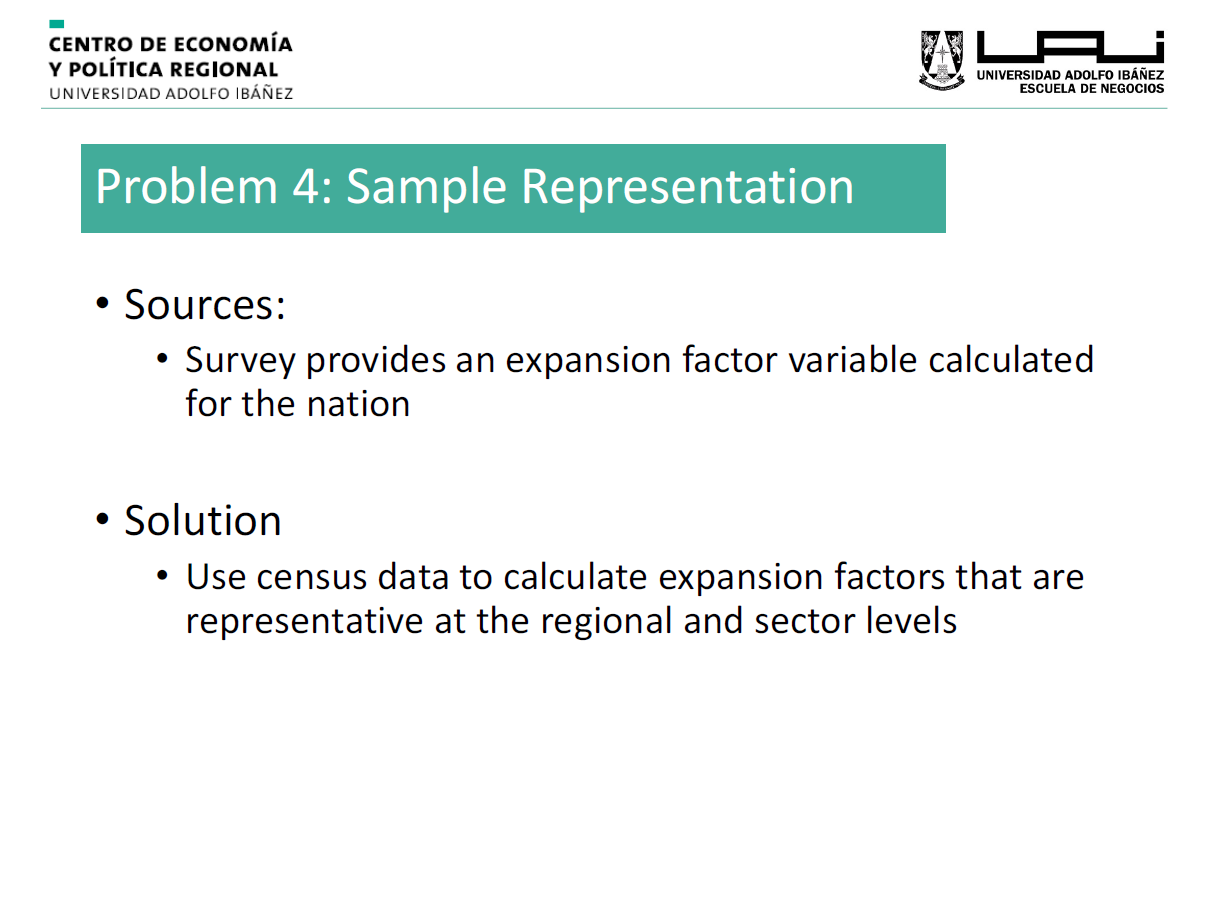 CENTRO DE ECONOMÍA
Y POLÍTICA REGIONAL
UNIVERSIDAD ADOLFO IBÁÑEZ
UAI
UNIVERSIDAD ADOLFO IBÁÑEZ
ESCUELA DE NEGOCIOS
Problem 4: Sample Representation
• Sources:
• Survey provides an expansion factor variable calculated
for the nation
• Solution
• Use census data to calculate expansion factors that are
representative at the regional and sector levels